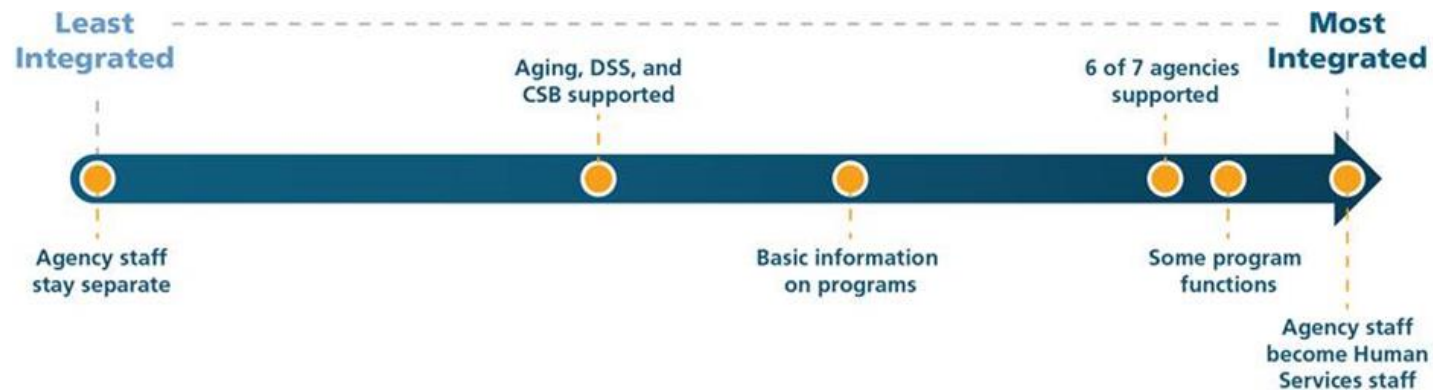 Least
Integrated
Most
Integrated
Aging, DSS, and
CSB supported
6 of 7 agencies
supported
Agency staff
stay separate
Basic information
on programs
Some program
functions
Agency staff
become Human
Services staff